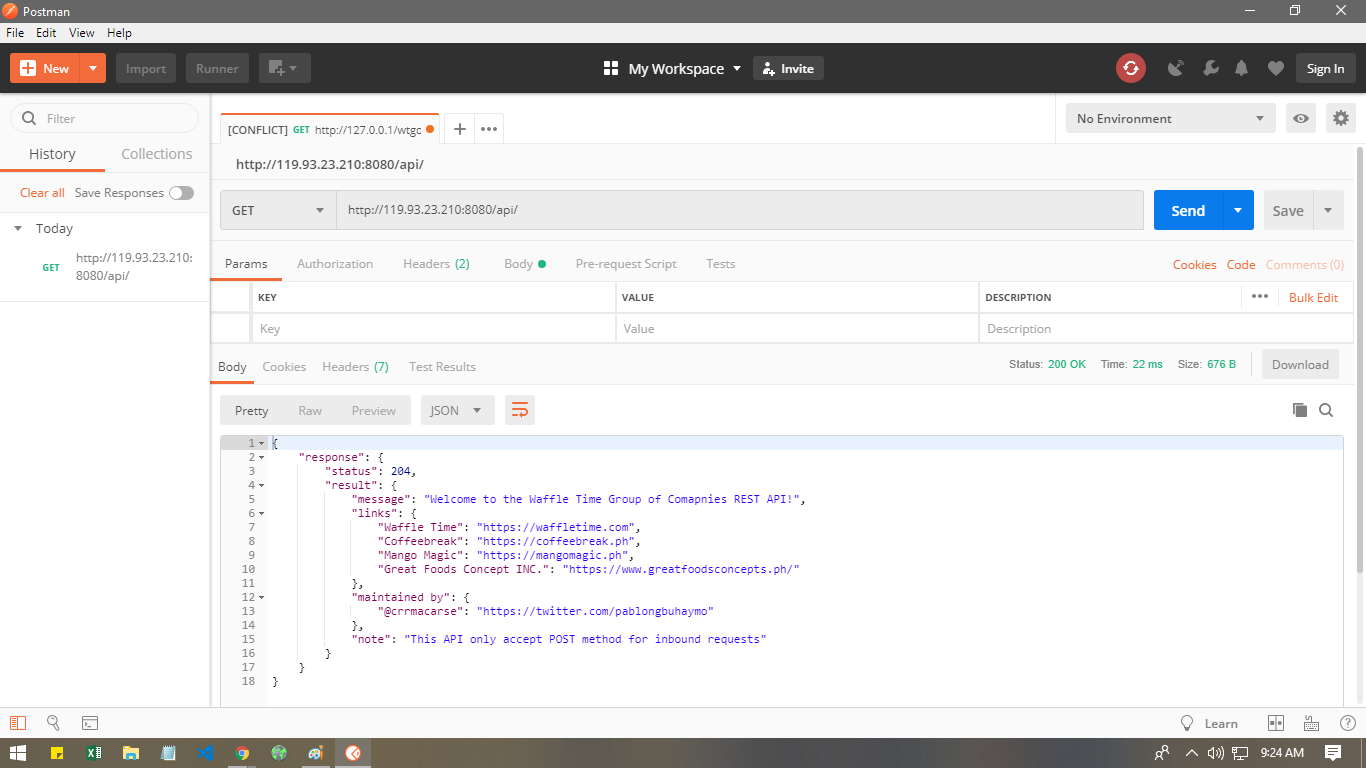 Postman
File Edit View Help
New Import Runner My Workspace Invite Sign In
Filter
History Collections
Clear all Save Responses
Today
GET http://119.93.23.210:
8080/api/
[CONFLICT] GET http://127.0.0.1/wtgc
No Environment
http://119.93.23.210:8080/api/
GET http://119.93.23.210:8080/api/ Send Save
Params Authorization Headers (2) Body Pre-request Script Tests Cookies Code Comments (0)
KEY VALUE DESCRIPTION Bulk Edit
Key Value Description
Body Cookies Headers (7) Test Results Status: 200 OK Time: 22 ms Size: 676 B Download
Pretty Raw Preview JSON
1 {
2 "response": {
3 "status": 204,
4 "result": {
5 "message": "Welcome to the Waffle Time Group of Comapnies REST API!",
6 "links": {
7 "Waffle Time": "https://waffletime.com",
8 "Coffeebreak": "https://coffeebreak.ph",
9 "Mango Magic": "https://mangomagic.ph",
10 "Great Foods Concept INC.": "https://www.greatfoodsconcepts.ph/"
11 },
12 "maintained by": {
13 "@crrmacarse": "https://twitter.com/pablongbuhaymo"
14 },
15 "note": "This API only accept POST method for inbound requests"
16 }
17 }
18 }
Learn
9:24 AM